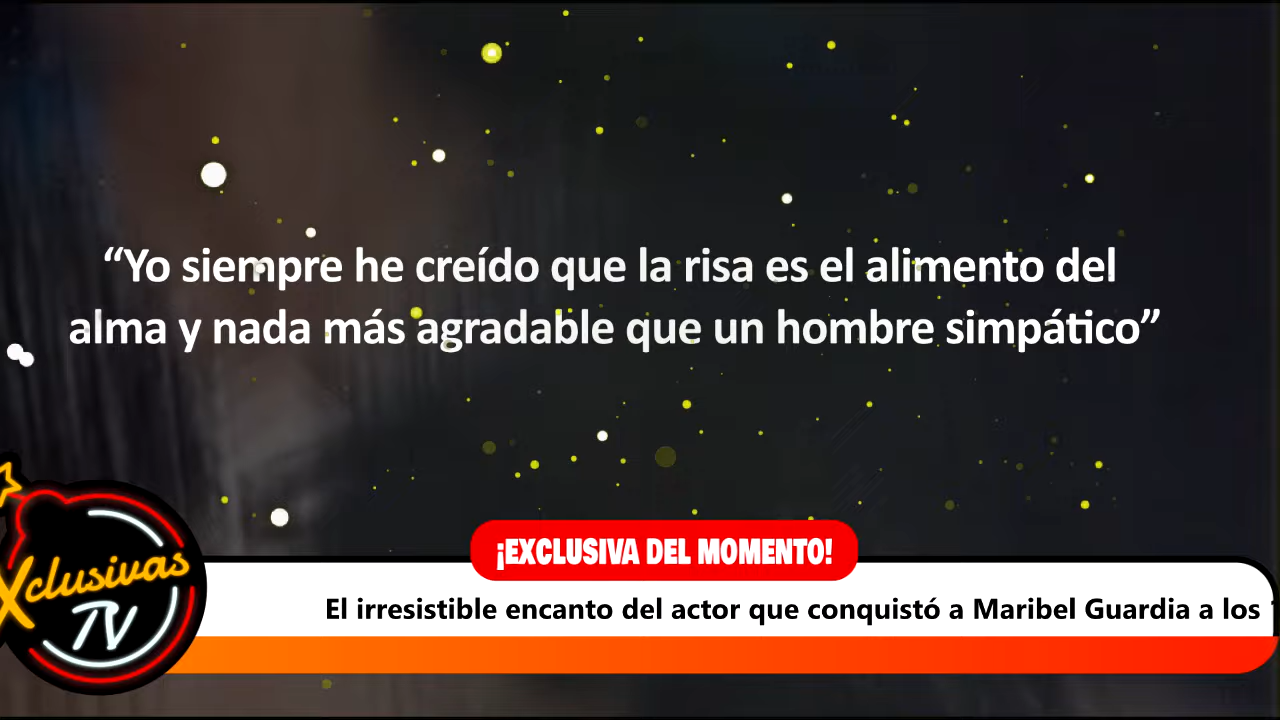 “Yo siempre he creído que la risa es el alimento del
alma y nada más agradable que un hombre simpático”
¡EXCLUSIVA DEL MOMENTO!
El irresistible encanto del actor que conquistó a Maribel Guardia a los
Xclusivas
TV